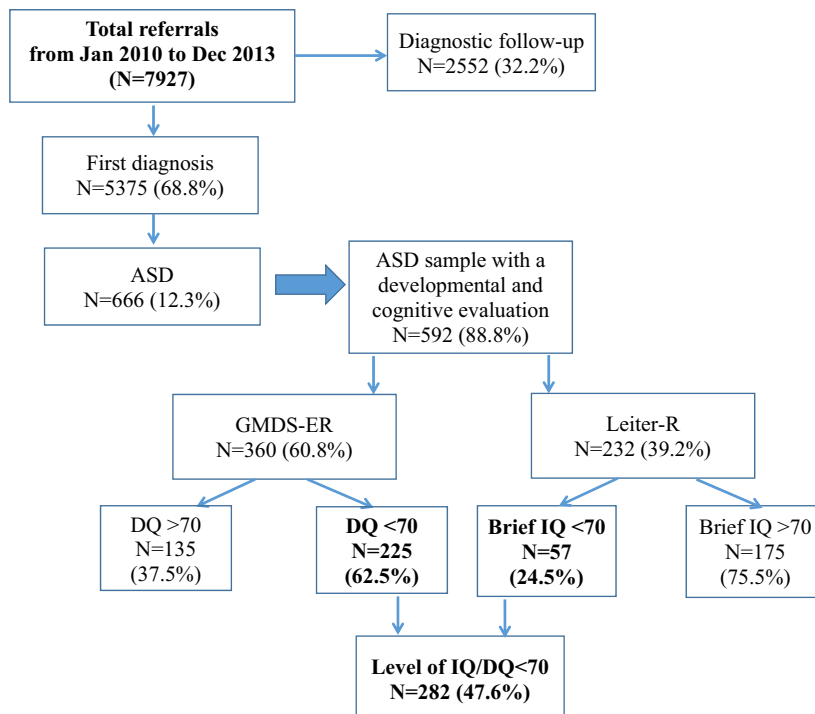 Total referrals
from Jan 2010 to Dec 2013
(N=7927)
Diagnostic follow-up
N=2552 (32.2%)
First diagnosis
N=5375 (68.8%)
ASD
N=666 (12.3%)
ASD sample with a
developmental and
cognitive evaluation
N=592 (88.8%)
GMDS-ER
N=360 (60.8%)
Leiter-R
N=232 (39.2%)
DQ >70
N=135
(37.5%)
DQ <70
N=225
(62.5%)
Brief IQ <70
N=57
(24.5%)
Brief IQ >70
N=175
(75.5%)
Level of IQ/DQ<70
N=282 (47.6%)